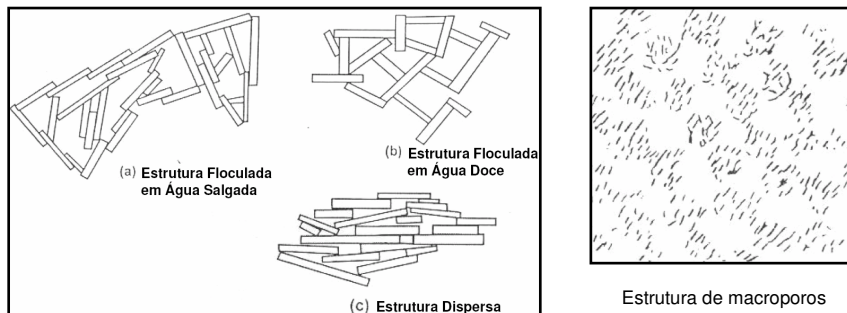 (a) Estrutura Floculada
em Água Salgada
(b) Estrutura Floculada
em Água Doce
(c) Estrutura Dispersa
Estrutura de macroporos